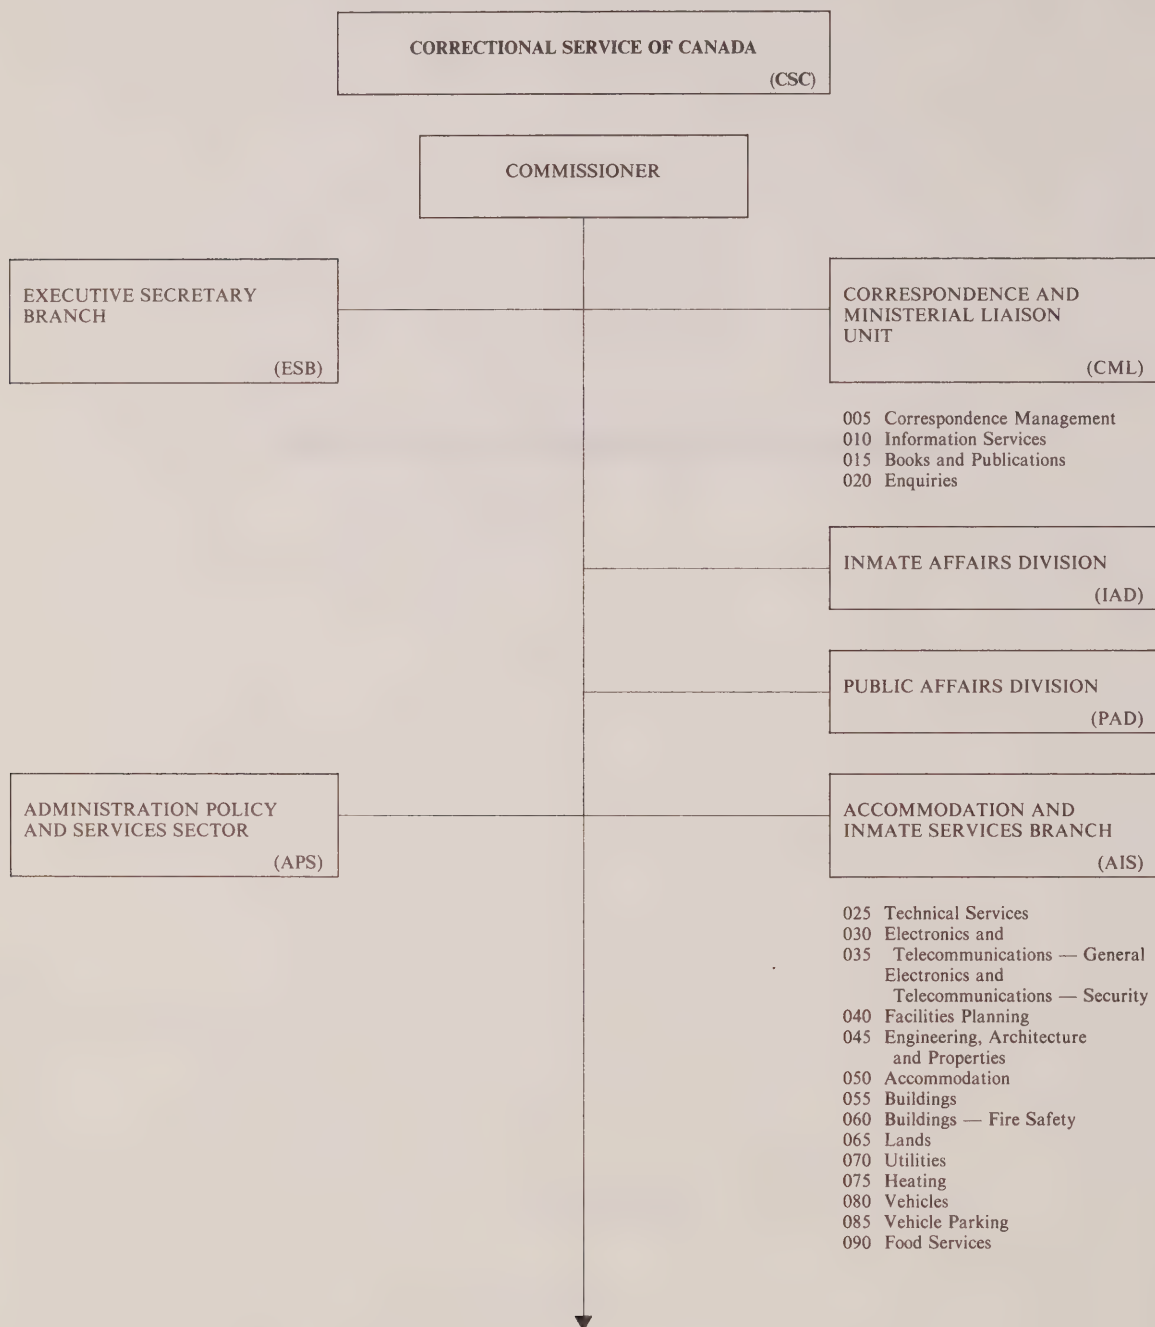 CORRECTIONAL SERVICE OF CANADA
(CSC)
COMMISSIONER
EXECUTIVE SECRETARY
BRANCH
(ESB)
CORRESPONDENCE AND
MINISTERIAL LIAISON
UNIT
(CML)
005 Correspondence Management
010 Information Services
015 Books and Publications
020 Enquiries
INMATE AFFAIRS DIVISION
(IAD)
PUBLIC AFFAIRS DIVISION
(PAD)
ADMINISTRATION POLICY
AND SERVICES SECTOR
(APS)
ACCOMMODATION AND
INMATE SERVICES BRANCH
(AIS)
025 Technical Services
030 Electronics and
035 Telecommunications — General
Electronics and
Telecommunications — Security
040 Facilities Planning
045 Engineering, Architecture
and Properties
050 Accommodation
055 Buildings
060 Buildings — Fire Safety
065 Lands
070 Utilities
075 Heating
080 Vehicles
085 Vehicle Parking
090 Food Services